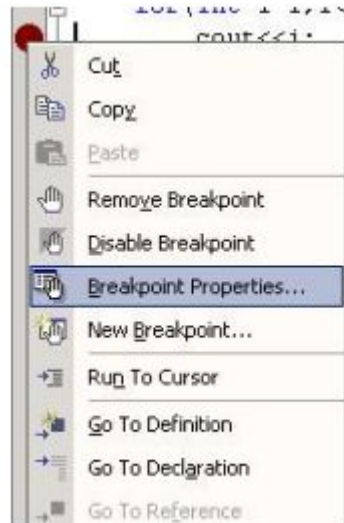 cout<<i;
Cut
Copy
Paste
Remove Breakpoint
Disable Breakpoint
Breakpoint Properties...
New Breakpoint...
Run To Cursor
Go To Definition
Go To Declaration
Go To Reference